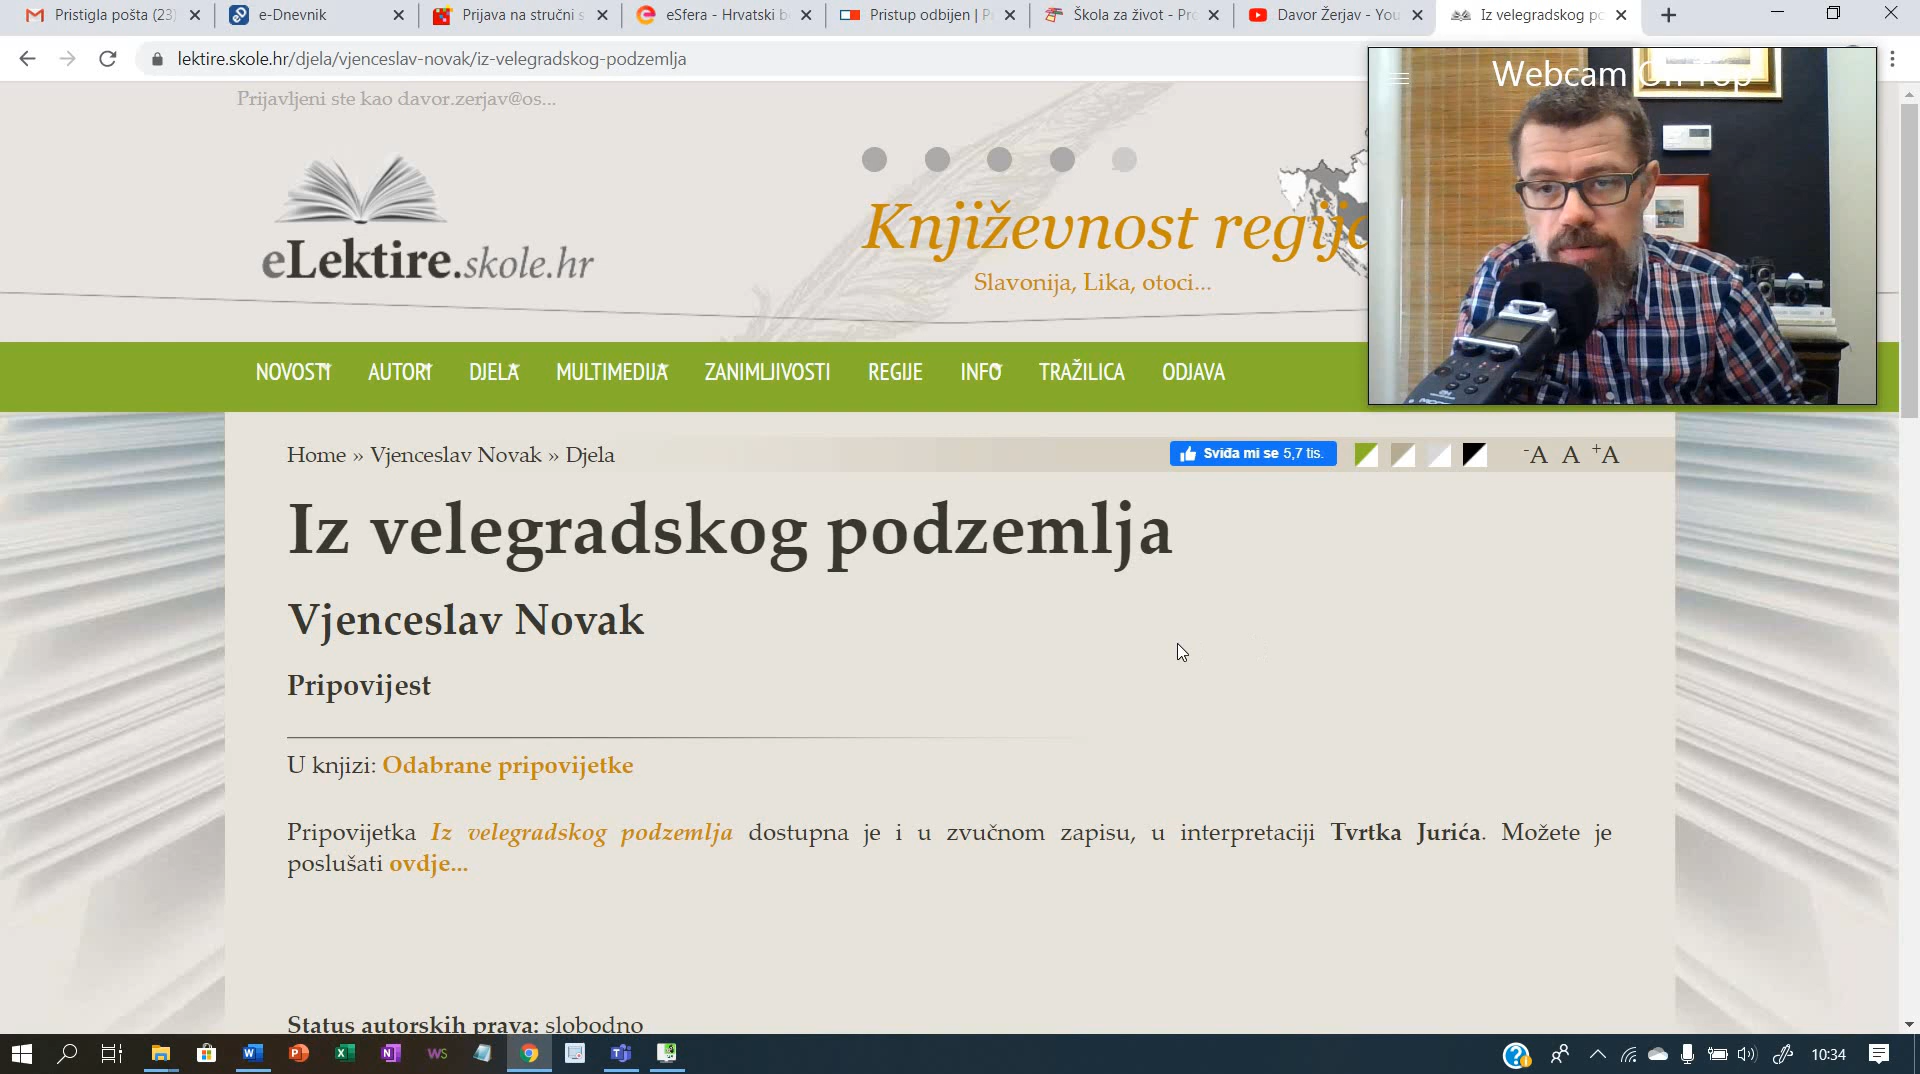 Pristigla pošta (23)
e-Dnevnik
Prijava na stručni s
eSfera - Hrvatski b
Pristup odbijen | P
Škola za život - Pro
Davor Žerjav - You
Iz velegradskog po
lektire.skole.hr/djela/vjenceslav-novak/iz-velegradskog-podzemlja
Webcam On Top
Prijavljeni ste kao davor.zerjav@os...
eLektire.skole.hr
Književnost regija
Slavonija, Lika, otoci...
NOVOSTI AUTORI DJELA MULTIMEDIJA ZANIMLJIVOSTI REGIJE INFO TRAŽILICA ODJAVA
Home » Vjenceslav Novak » Djela
Sviđa mi se 5,7 tis.
-A A +A
Iz velegradskog podzemlja
Vjenceslav Novak
Pripovijest
U knjizi: Odabrane pripovijetke
Pripovijetka Iz velegradskog podzemlja dostupna je i u zvučnom zapisu, u interpretaciji Tvrtka Jurića. Možete je
poslušati ovdje...
Status autorskih prava: slobodno
10:34